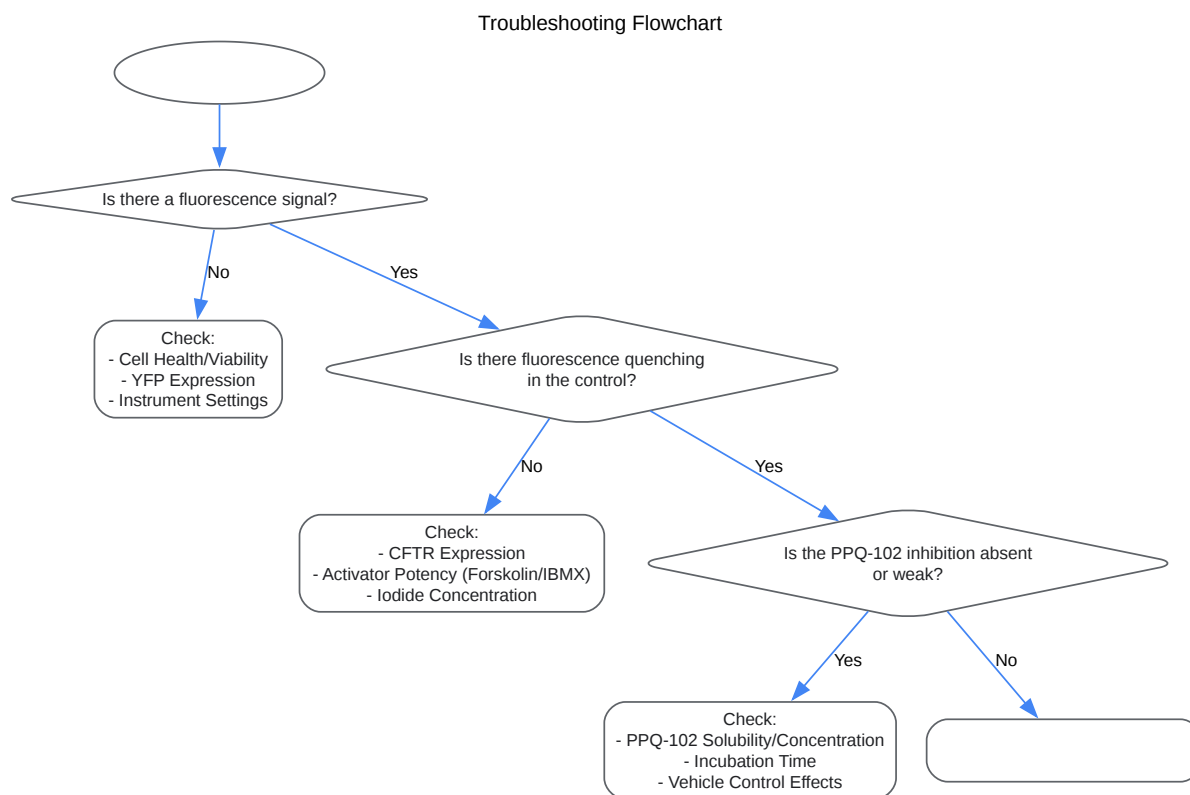 Troubleshooting Flowchart
Is there a fluorescence signal?
No
Yes
Check:
- Cell Health/Viability
- YFP Expression
- Instrument Settings
Is there fluorescence quenching
in the control?
No
Yes
Check:
- CFTR Expression
- Activator Potency (Forskolin/IBMX)
- Iodide Concentration
Is the PPQ-102 inhibition absent
or weak?
Yes
No
Check:
- PPQ-102 Solubility/Concentration
- Incubation Time
- Vehicle Control Effects